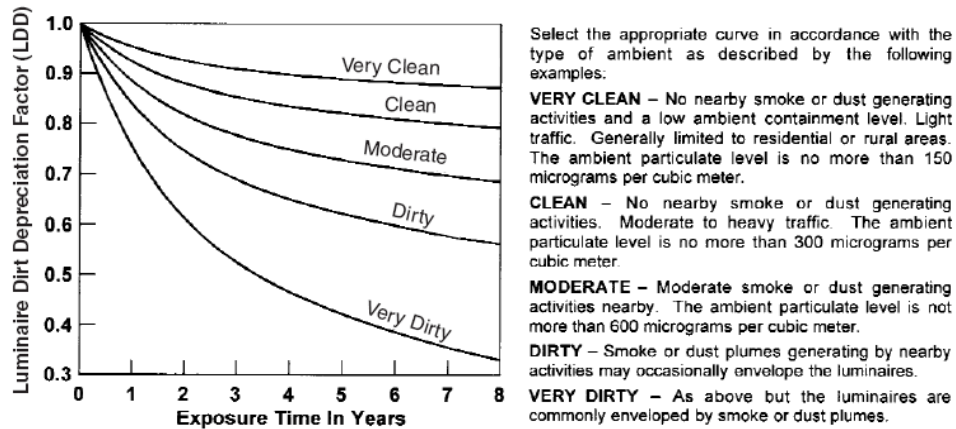 Luminaire Dirt Depreciation Factor (LDD)
1.0
0.9
0.8
0.7
0.6
0.5
0.4
0.3
Very Clean
Clean
Moderate
Dirty
Very Dirty
0 1 2 3 4 5 6 7 8
Exposure Time In Years
Select the appropriate curve in accordance with the
type of ambient as described by the following
examples:
VERY CLEAN – No nearby smoke or dust generating
activities and a low ambient containment level. Light
traffic. Generally limited to residential or rural areas.
The ambient particulate level is no more than 150
micrograms per cubic meter.
CLEAN – No nearby smoke or dust generating
activities. Moderate to heavy traffic. The ambient
particulate level is no more than 300 micrograms per
cubic meter.
MODERATE – Moderate smoke or dust generating
activities nearby. The ambient particulate level is not
more than 600 micrograms per cubic meter.
DIRTY – Smoke or dust plumes generating by nearby
activities may occasionally envelope the luminaires.
VERY DIRTY – As above but the luminaires are
commonly enveloped by smoke or dust plumes.